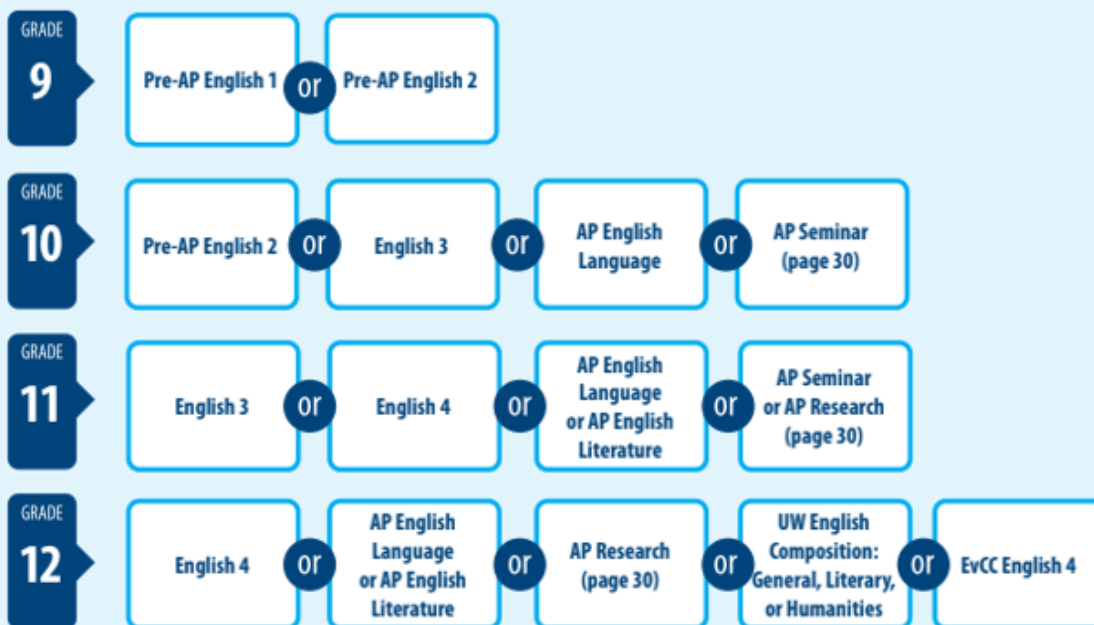 GRADE
9
Pre-AP English 1
or
Pre-AP English 2
GRADE
10
Pre-AP English 2
or
English 3
or
AP English
Language
or
AP Seminar
(page 30)
GRADE
11
English 3
or
English 4
or
AP English
Language
or AP English
Literature
or
AP Seminar
or AP Research
(page 30)
GRADE
12
English 4
or
AP English
Language
or AP English
Literature
or
AP Research
(page 30)
or
UW English
Composition:
General, Literary,
or Humanities
or
EvCC English 4